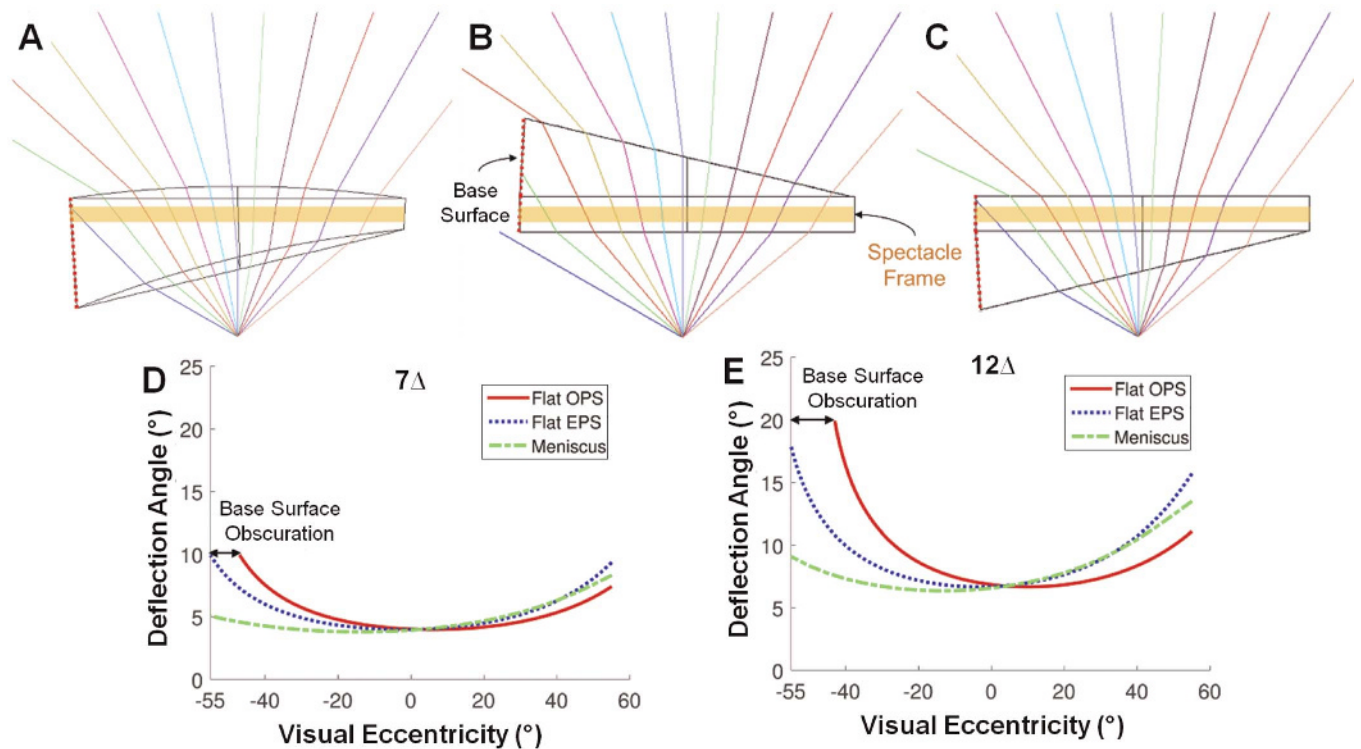 A
B
C
Base
Surface
Spectacle
Frame
D
7Δ
Flat OPS
Flat EPS
Meniscus
Base Surface
Obscuration
25
20
15
10
5
0
-55
-40
-20
0
20
40
60
Deflection Angle (°)
Visual Eccentricity (°)
E
12Δ
Flat OPS
Flat EPS
Meniscus
Base Surface
Obscuration
25
20
15
10
5
0
-55
-40
-20
0
20
40
60
Deflection Angle (°)
Visual Eccentricity (°)